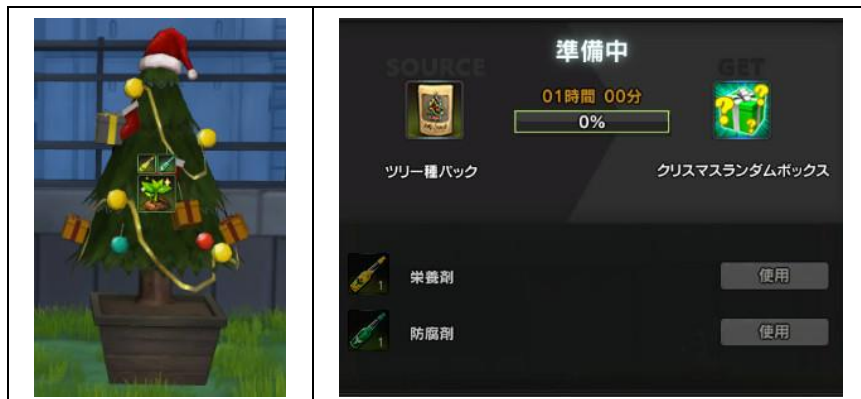 SOURCE
準備中
GET
01時間 00分
0%
ツリー種パック
クリスマスランダムボックス
1
栄養剤
使用
1
防腐剤
使用